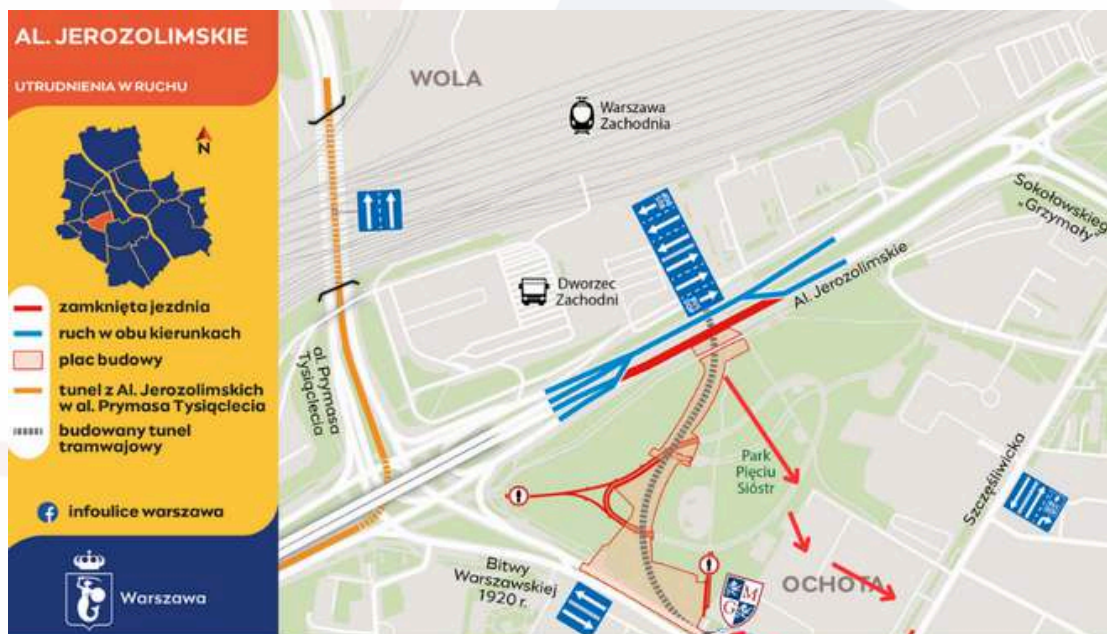 AL. JEROZOLIMSKIE
UTRUDNIENIA W RUCHU
N
zamknięta jezdnia
ruch w obu kierunkach
plac budowy
tunel z Al. Jerozolimskich
w al. Prymasa Tysiąclecia
budowany tunel
tramwajowy
infoulice warszawa
Warszawa
WOLA
Warszawa
Zachodnia
Dworzec
Zachodni
al. Prymasa
Tysiąclecia
Al. Jerozolimskie
Sokołowskiego
„Grzymały”
Park
Pięciu
Sióstr
Szczęśliwicka
Bitwy
Warszawskiej
1920 r.
OCHOTA
M
G